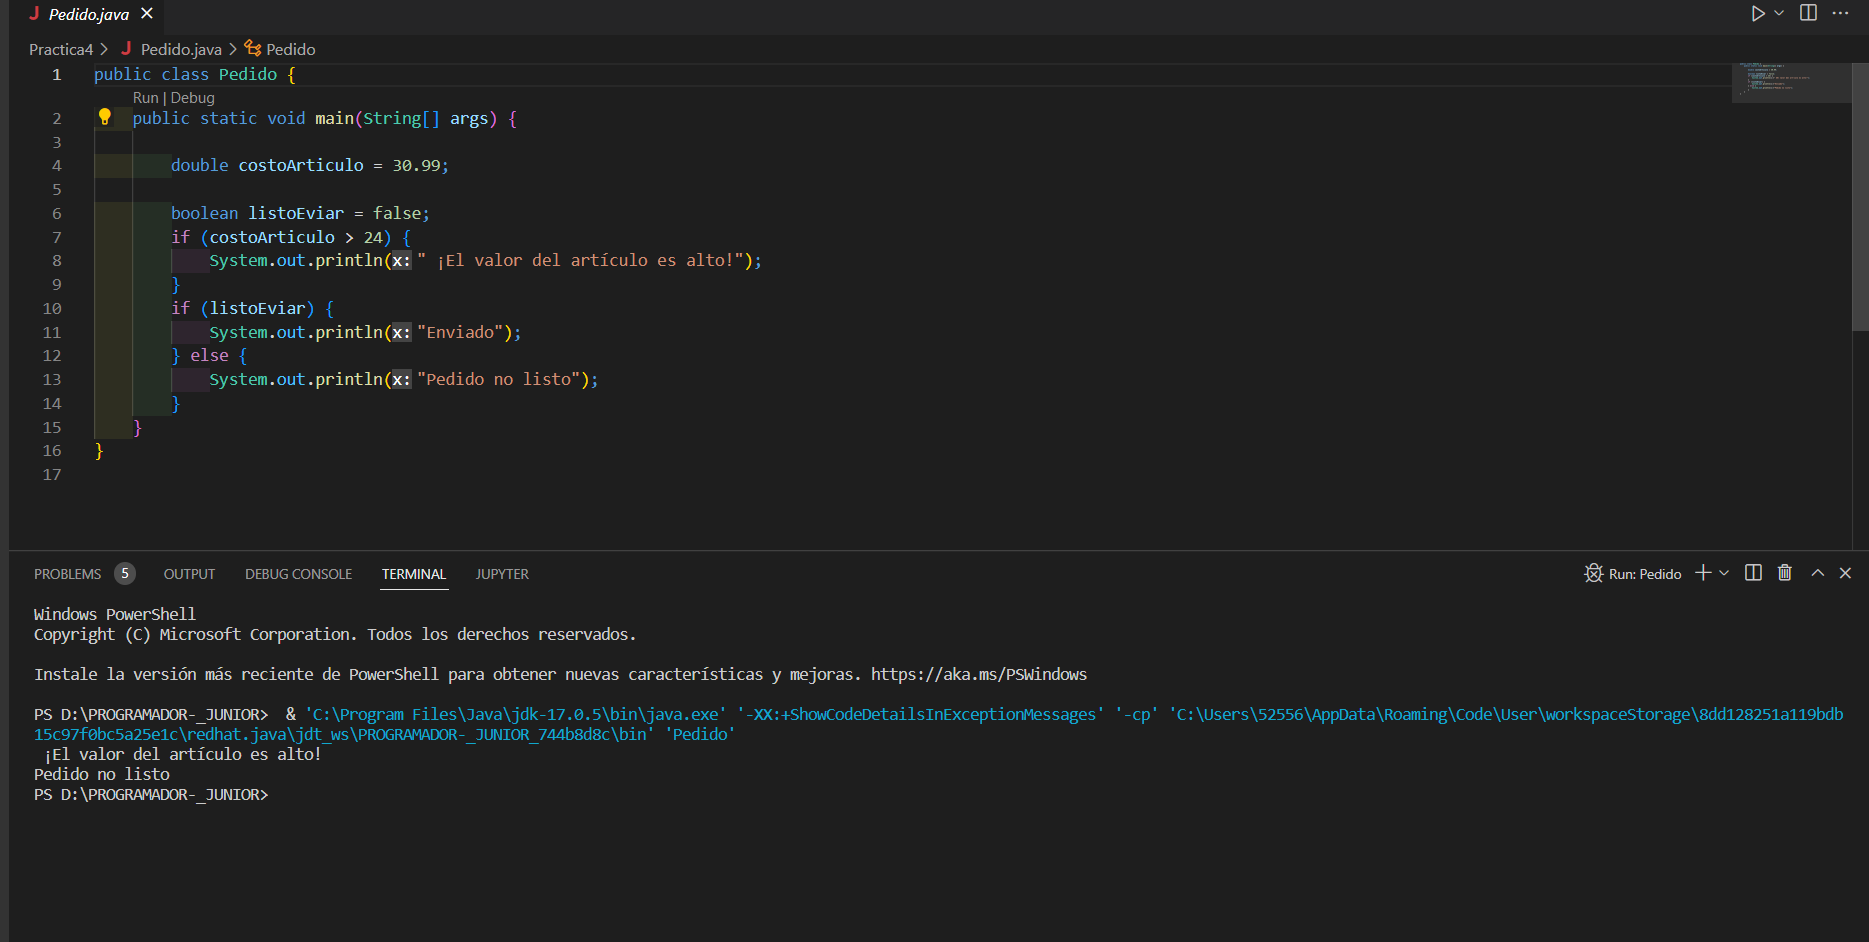 J Pedido.java ×
Practica4 > J Pedido.java > Pedido
1 public class Pedido {
Run | Debug
2 public static void main(String[] args) {
3
4 double costoArticulo = 30.99;
5
6 boolean listoEviar = false;
7 if (costoArticulo > 24) {
8 System.out.println(x: " ¡El valor del artículo es alto!");
9 }
10 if (listoEviar) {
11 System.out.println(x: "Enviado");
12 } else {
13 System.out.println(x: "Pedido no listo");
14 }
15 }
16 }
17
PROBLEMS 5 OUTPUT DEBUG CONSOLE TERMINAL JUPYTER Run: Pedido
Windows PowerShell
Copyright (C) Microsoft Corporation. Todos los derechos reservados.
Instale la versión más reciente de PowerShell para obtener nuevas características y mejoras. https://aka.ms/PSWindows
PS D:\PROGRAMADOR-_JUNIOR>  & 'C:\Program Files\Java\jdk-17.0.5\bin\java.exe' '-XX:+ShowCodeDetailsInExceptionMessages' '-cp' 'C:\Users\52556\AppData\Roaming\Code\User\workspaceStorage\8dd128251a119bdb
15c97f0bc5a25e1c\redhat.java\jdt_ws\PROGRAMADOR-_JUNIOR_744b8d8c\bin' 'Pedido'
¡El valor del artículo es alto!
Pedido no listo
PS D:\PROGRAMADOR-_JUNIOR>